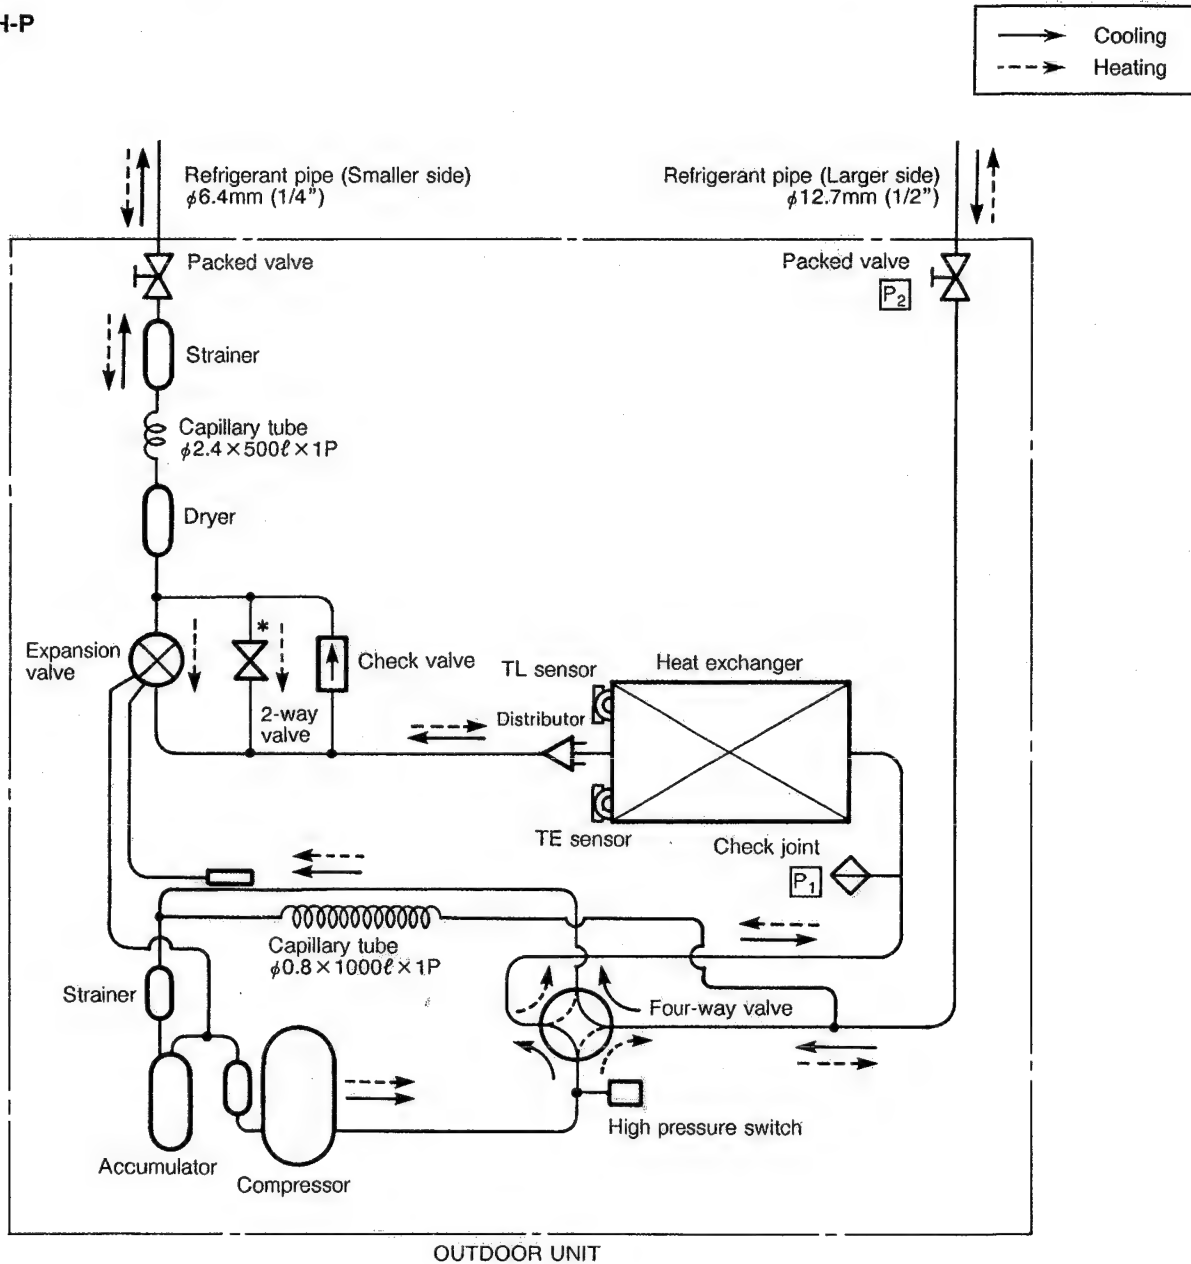 H-P
Cooling
Heating
Refrigerant pipe (Smaller side)
φ6.4mm (1/4")
Refrigerant pipe (Larger side)
φ12.7mm (1/2")
Packed valve
Packed valve
P2
Strainer
Capillary tube
φ2.4×500ℓ×1P
Dryer
Expansion
valve
*
Check valve
2-way
valve
TL sensor
Heat exchanger
Distributor
TE sensor
Check joint
P1
Capillary tube
φ0.8×1000ℓ×1P
Strainer
Four-way valve
High pressure switch
Accumulator
Compressor
OUTDOOR UNIT